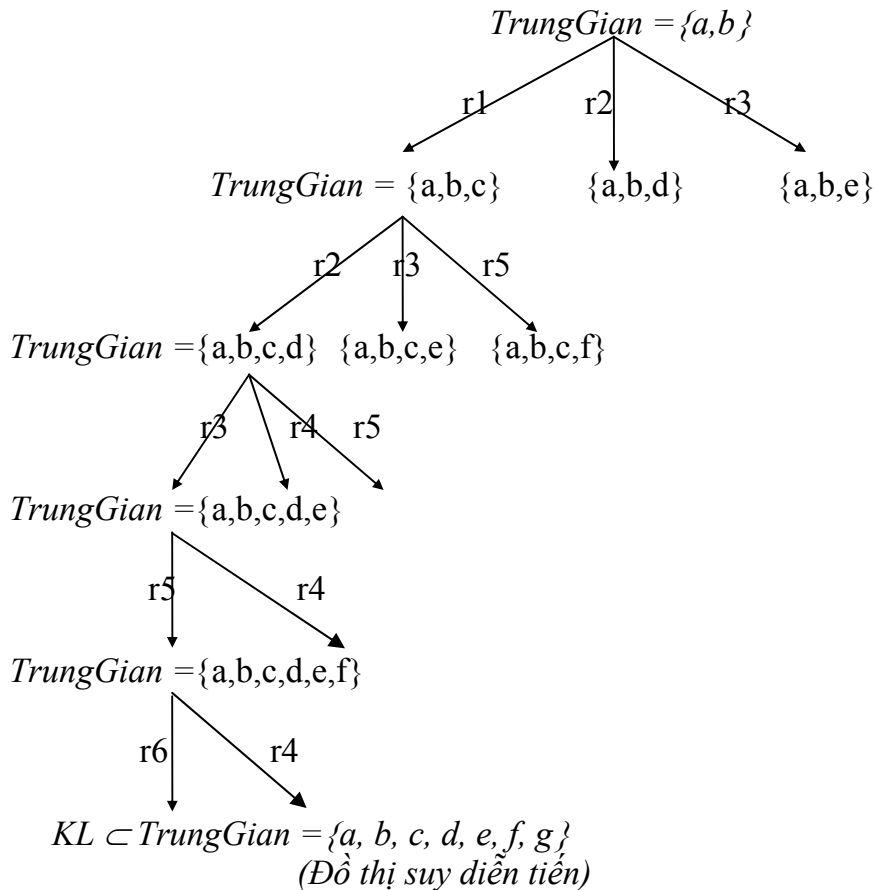 TrungGian ={a,b}
r1 r2 r3
TrungGian = {a,b,c} {a,b,d} {a,b,e}
r2 r3 r5
TrungGian ={a,b,c,d} {a,b,c,e} {a,b,c,f}
r3 r4 r5
TrungGian ={a,b,c,d,e}
r5 r4
TrungGian ={a,b,c,d,e,f}
r6 r4
KL ⊂ TrungGian ={a, b, c, d, e, f, g}
(Đồ thị suy diễn tiến)